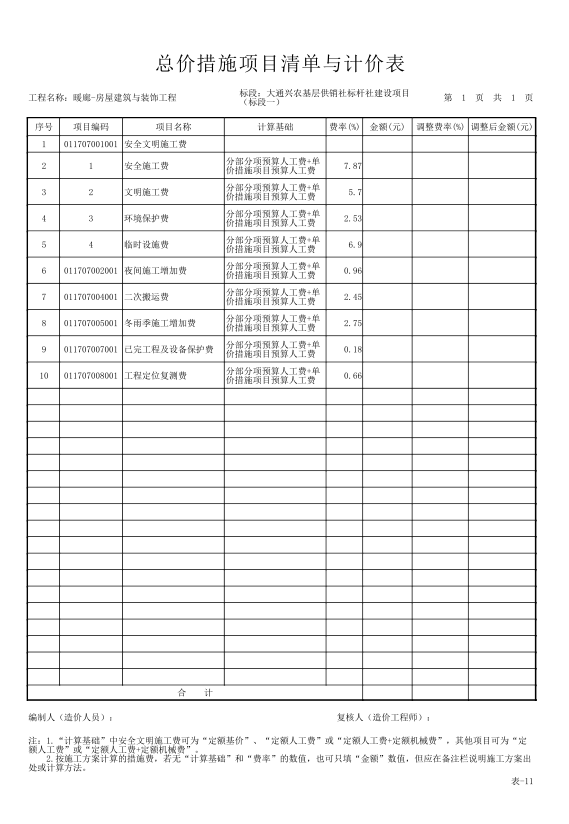 总价措施项目清单与计价表
工程名称：暖廊-房屋建筑与装饰工程
标段：大通兴农基层供销社标杆社建设项目
（标段一）
第 1 页 共 1 页
序号 项目编码 项目名称 计算基础 费率(%) 金额(元) 调整费率(%) 调整后金额(元)
1 011707001001 安全文明施工费
2 1 安全施工费 分部分项预算人工费+单
价措施项目预算人工费 7.87
3 2 文明施工费 分部分项预算人工费+单
价措施项目预算人工费 5.7
4 3 环境保护费 分部分项预算人工费+单
价措施项目预算人工费 2.53
5 4 临时设施费 分部分项预算人工费+单
价措施项目预算人工费 6.9
6 011707002001 夜间施工增加费 分部分项预算人工费+单
价措施项目预算人工费 0.96
7 011707004001 二次搬运费 分部分项预算人工费+单
价措施项目预算人工费 2.45
8 011707005001 冬雨季施工增加费 分部分项预算人工费+单
价措施项目预算人工费 2.75
9 011707007001 已完工程及设备保护费 分部分项预算人工费+单
价措施项目预算人工费 0.18
10 011707008001 工程定位复测费 分部分项预算人工费+单
价措施项目预算人工费 0.66
合 计
编制人（造价人员）： 复核人（造价工程师）：
注：1.“计算基础”中安全文明施工费可为“定额基价”、“定额人工费”或“定额人工费+定额机械费”，其他项目可为“定
额人工费”或“定额人工费+定额机械费”。
2.按施工方案计算的措施费，若无“计算基础”和“费率”的数值，也可只填“金额”数值，但应在备注栏说明施工方案出
处或计算方法。
表-11